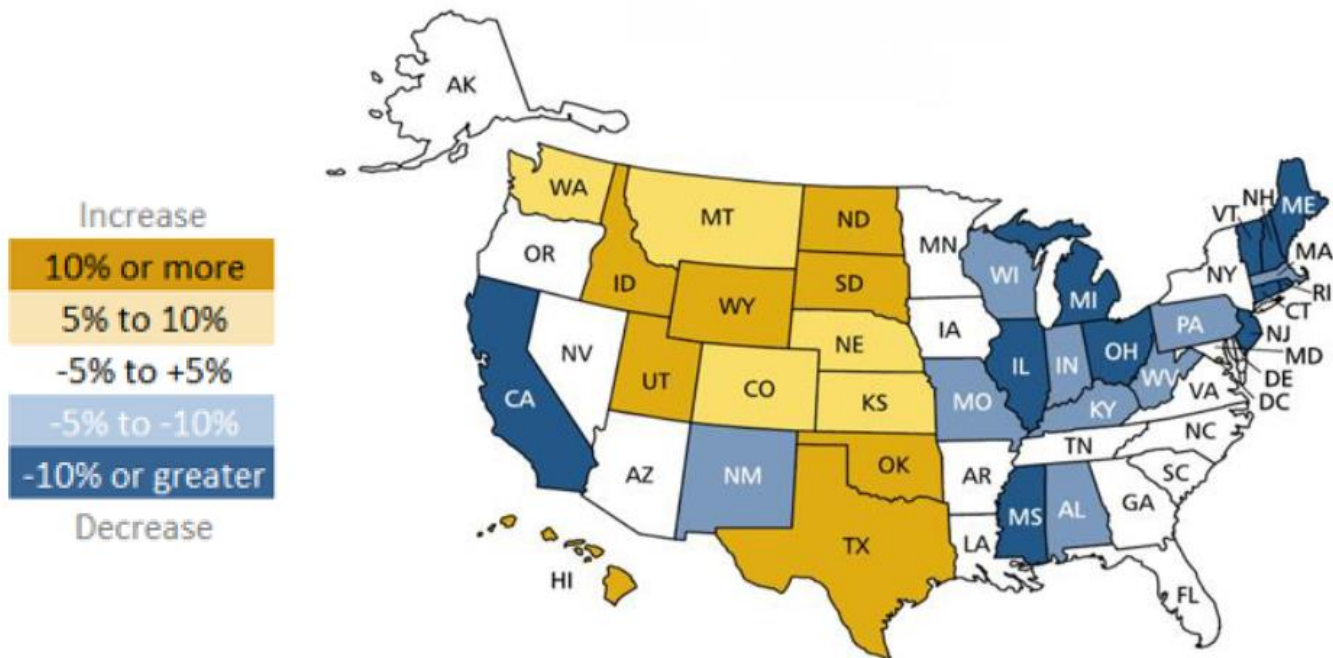 AK
WA
MT
ND
MN
OR
ID
WY
SD
WI
MI
NY
VT
NH
ME
MA
RI
CT
NJ
MD
DE
DC
PA
IA
NE
NV
UT
CO
KS
CA
IL
IN
OH
MO
WV
KY
VA
AZ
NM
OK
AR
TN
NC
SC
TX
LA
MS
AL
GA
FL
HI
Increase
10% or more
5% to 10%
-5% to +5%
-5% to -10%
-10% or greater
Decrease